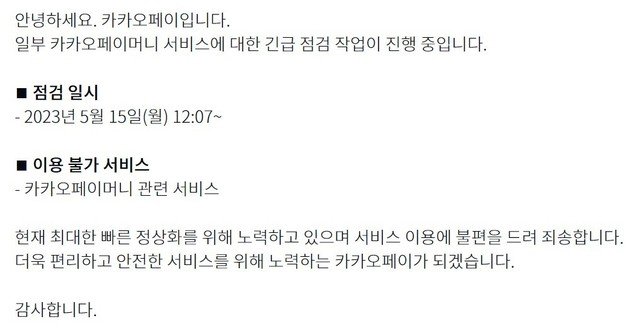 안녕하세요. 카카오페이입니다.
일부 카카오페이머니 서비스에 대한 긴급 점검 작업이 진행 중입니다.
■ 점검 일시
- 2023년 5월 15일(월) 12:07~
■ 이용 불가 서비스
- 카카오페이머니 관련 서비스
현재 최대한 빠른 정상화를 위해 노력하고 있으며 서비스 이용에 불편을 드려 죄송합니다.
더욱 편리하고 안전한 서비스를 위해 노력하는 카카오페이가 되겠습니다.
감사합니다.